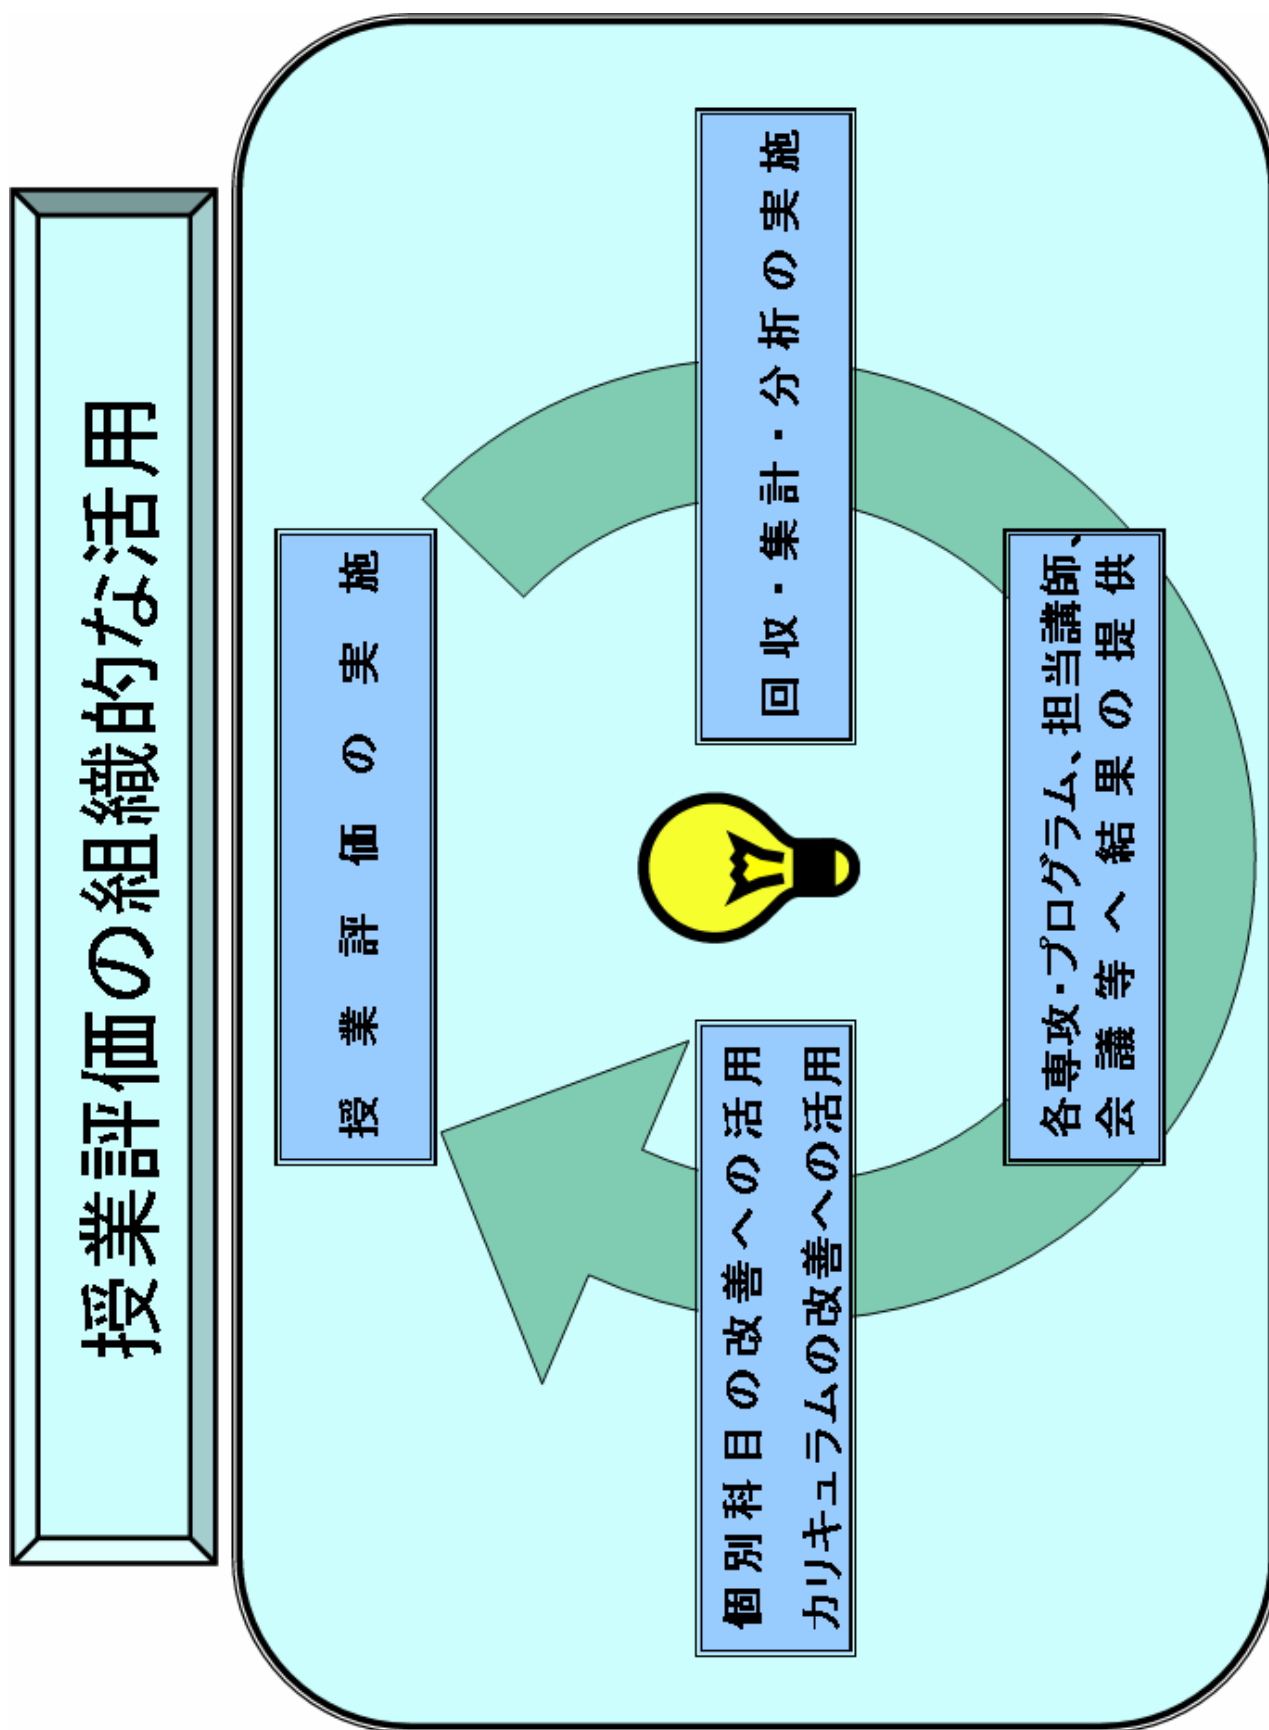 授業評価の組織的な活用
授業評価の実施
回収・集計・分析の実施
各専攻・プログラム、担当講師、
会議等へ結果の提供
個別科目の改善への活用
カリキュラムの改善への活用